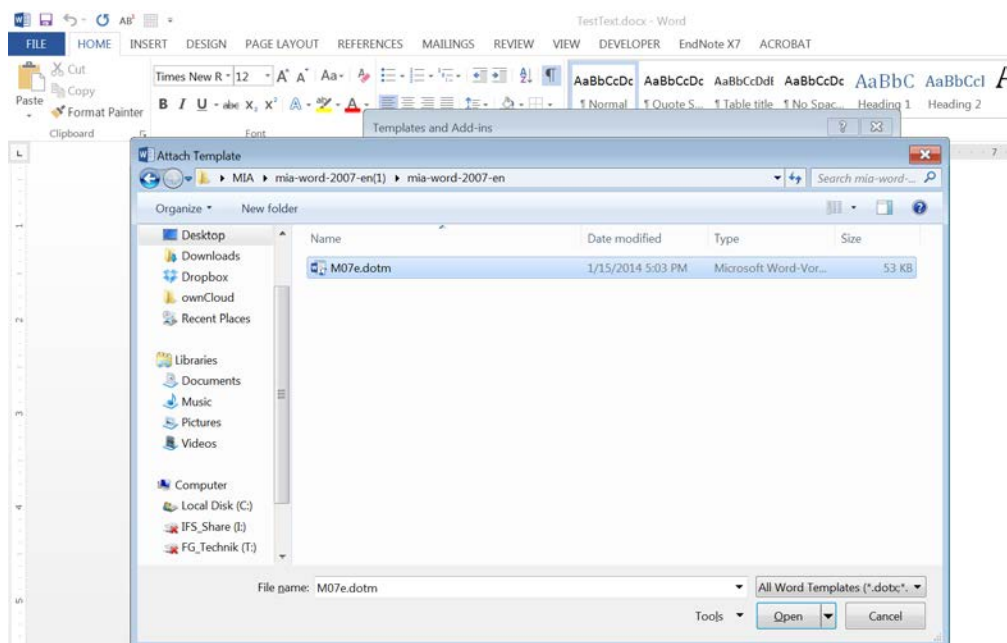 TestText.docx - Word
FILE HOME INSERT DESIGN PAGE LAYOUT REFERENCES MAILINGS REVIEW VIEW DEVELOPER EndNote X7 ACROBAT
Cut
Copy
Paste
Format Painter
Times New R 12 A A Aa
B I U abc X, X² A A
AaBbCcDc AaBbCcDc AaBbCcDdE AaBbCcDc AaBbC AaBbCcl
¶ Normal ¶ Quote S... ¶ Table title ¶ No Spac... Heading 1 Heading 2
Clipboard Font
Templates and Add-ins
Attach Template
MIA mia-word-2007-en(1) mia-word-2007-en
Search mia-word-...
Organize New folder
Name Date modified Type Size
M07e.dotm 1/15/2014 5:03 PM Microsoft Word-Vor... 53 KB
Desktop
Downloads
Dropbox
ownCloud
Recent Places
Libraries
Documents
Music
Pictures
Videos
Computer
Local Disk (C:)
IFS_Share (I:)
FG_Technik (T:)
File name: M07e.dotm
All Word Templates (*.dotx;*.
Tools Open Cancel